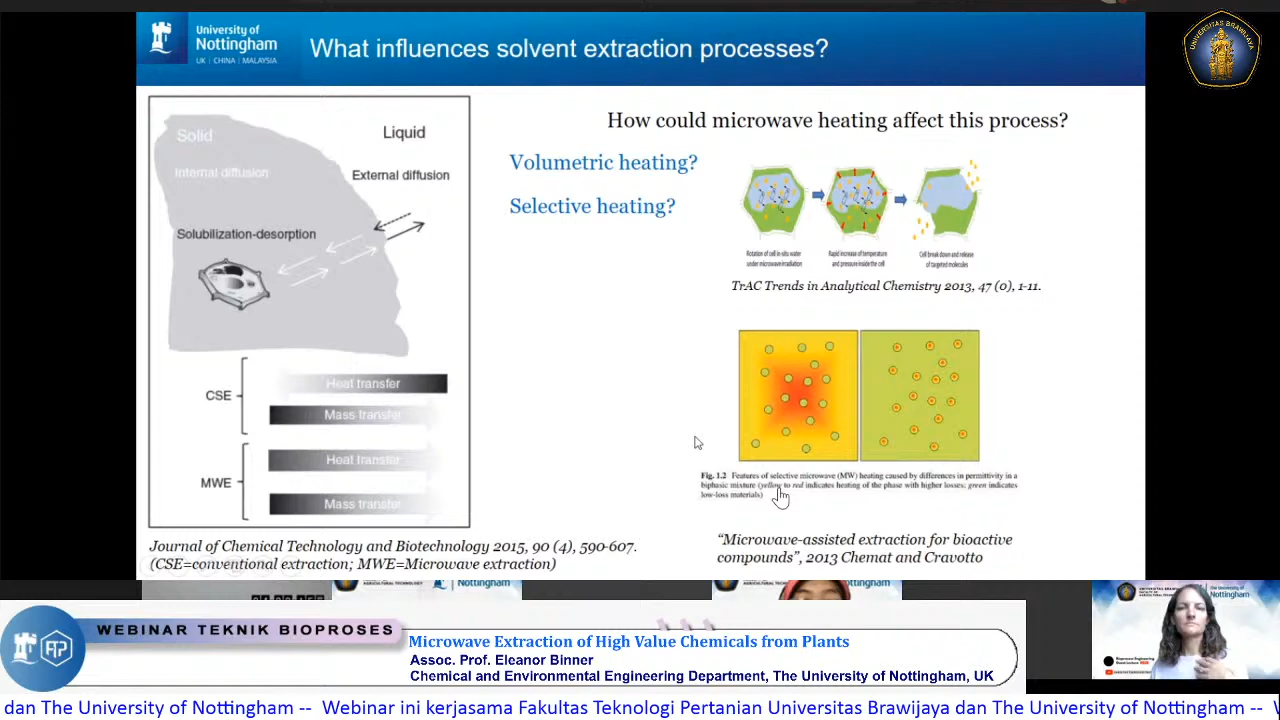 University of
Nottingham
UK | CHINA | MALAYSIA
What influences solvent extraction processes?
UNIVERSITAS BRAWIJAYA
Solid
Liquid
Internal diffusion
External diffusion
Solubilization-desorption
CSE
Heat transfer
Mass transfer
MWE
Heat transfer
Mass transfer
Journal of Chemical Technology and Biotechnology 2015, 90 (4), 590-607.
(CSE=conventional extraction; MWE=Microwave extraction)
How could microwave heating affect this process?
Volumetric heating?
Selective heating?
Rotation of cell in-situ water
under microwave irradiation
Rapid increase of temperature
and pressure inside the cell
Cell break down and release
of targeted molecules
TrAC Trends in Analytical Chemistry 2013, 47 (0), 1-11.
Fig. 1.2 Features of selective microwave (MW) heating caused by differences in permittivity in a
biphasic mixture (yellow to red indicates heating of the phase with higher losses; green indicates
low-loss materials)
“Microwave-assisted extraction for bioactive
compounds”, 2013 Chemat and Cravotto
Nottingham
Nottingham
Nottingham
WEBINAR TEKNIK BIOPROSES
Microwave Extraction of High Value Chemicals from Plants
Assoc. Prof. Eleanor Binner
Chemical and Environmental Engineering Department, The University of Nottingham, UK
dan The University of Nottingham -- Webinar ini kerjasama Fakultas Teknologi Pertanian Universitas Brawijaya dan The University of Nottingham --